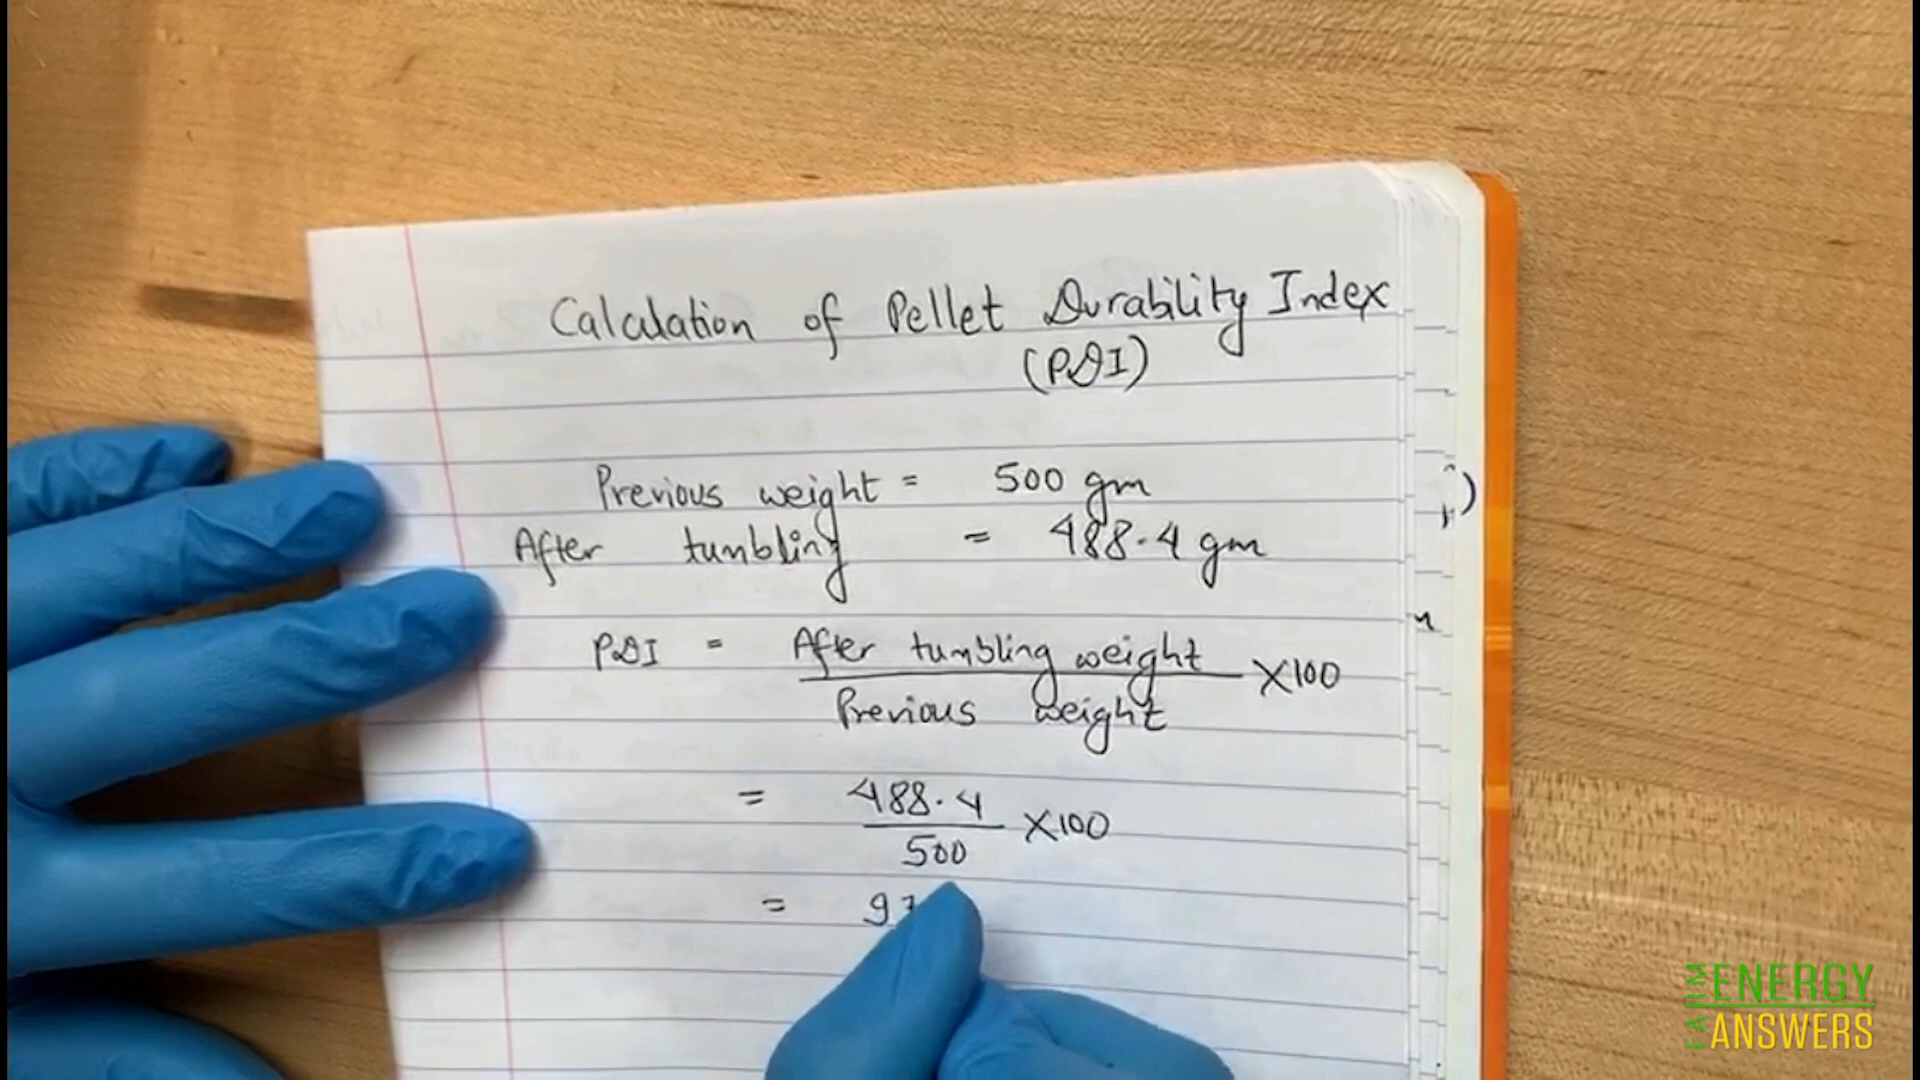 Calculation of Pellet Durability Index
(PDI)
Previous weight = 500 gm
After tumbling = 488.4 gm
PDI = After tumbling weight / Previous weight X100
= 488.4 / 500 X100
= 97
FARM ENERGY ANSWERS